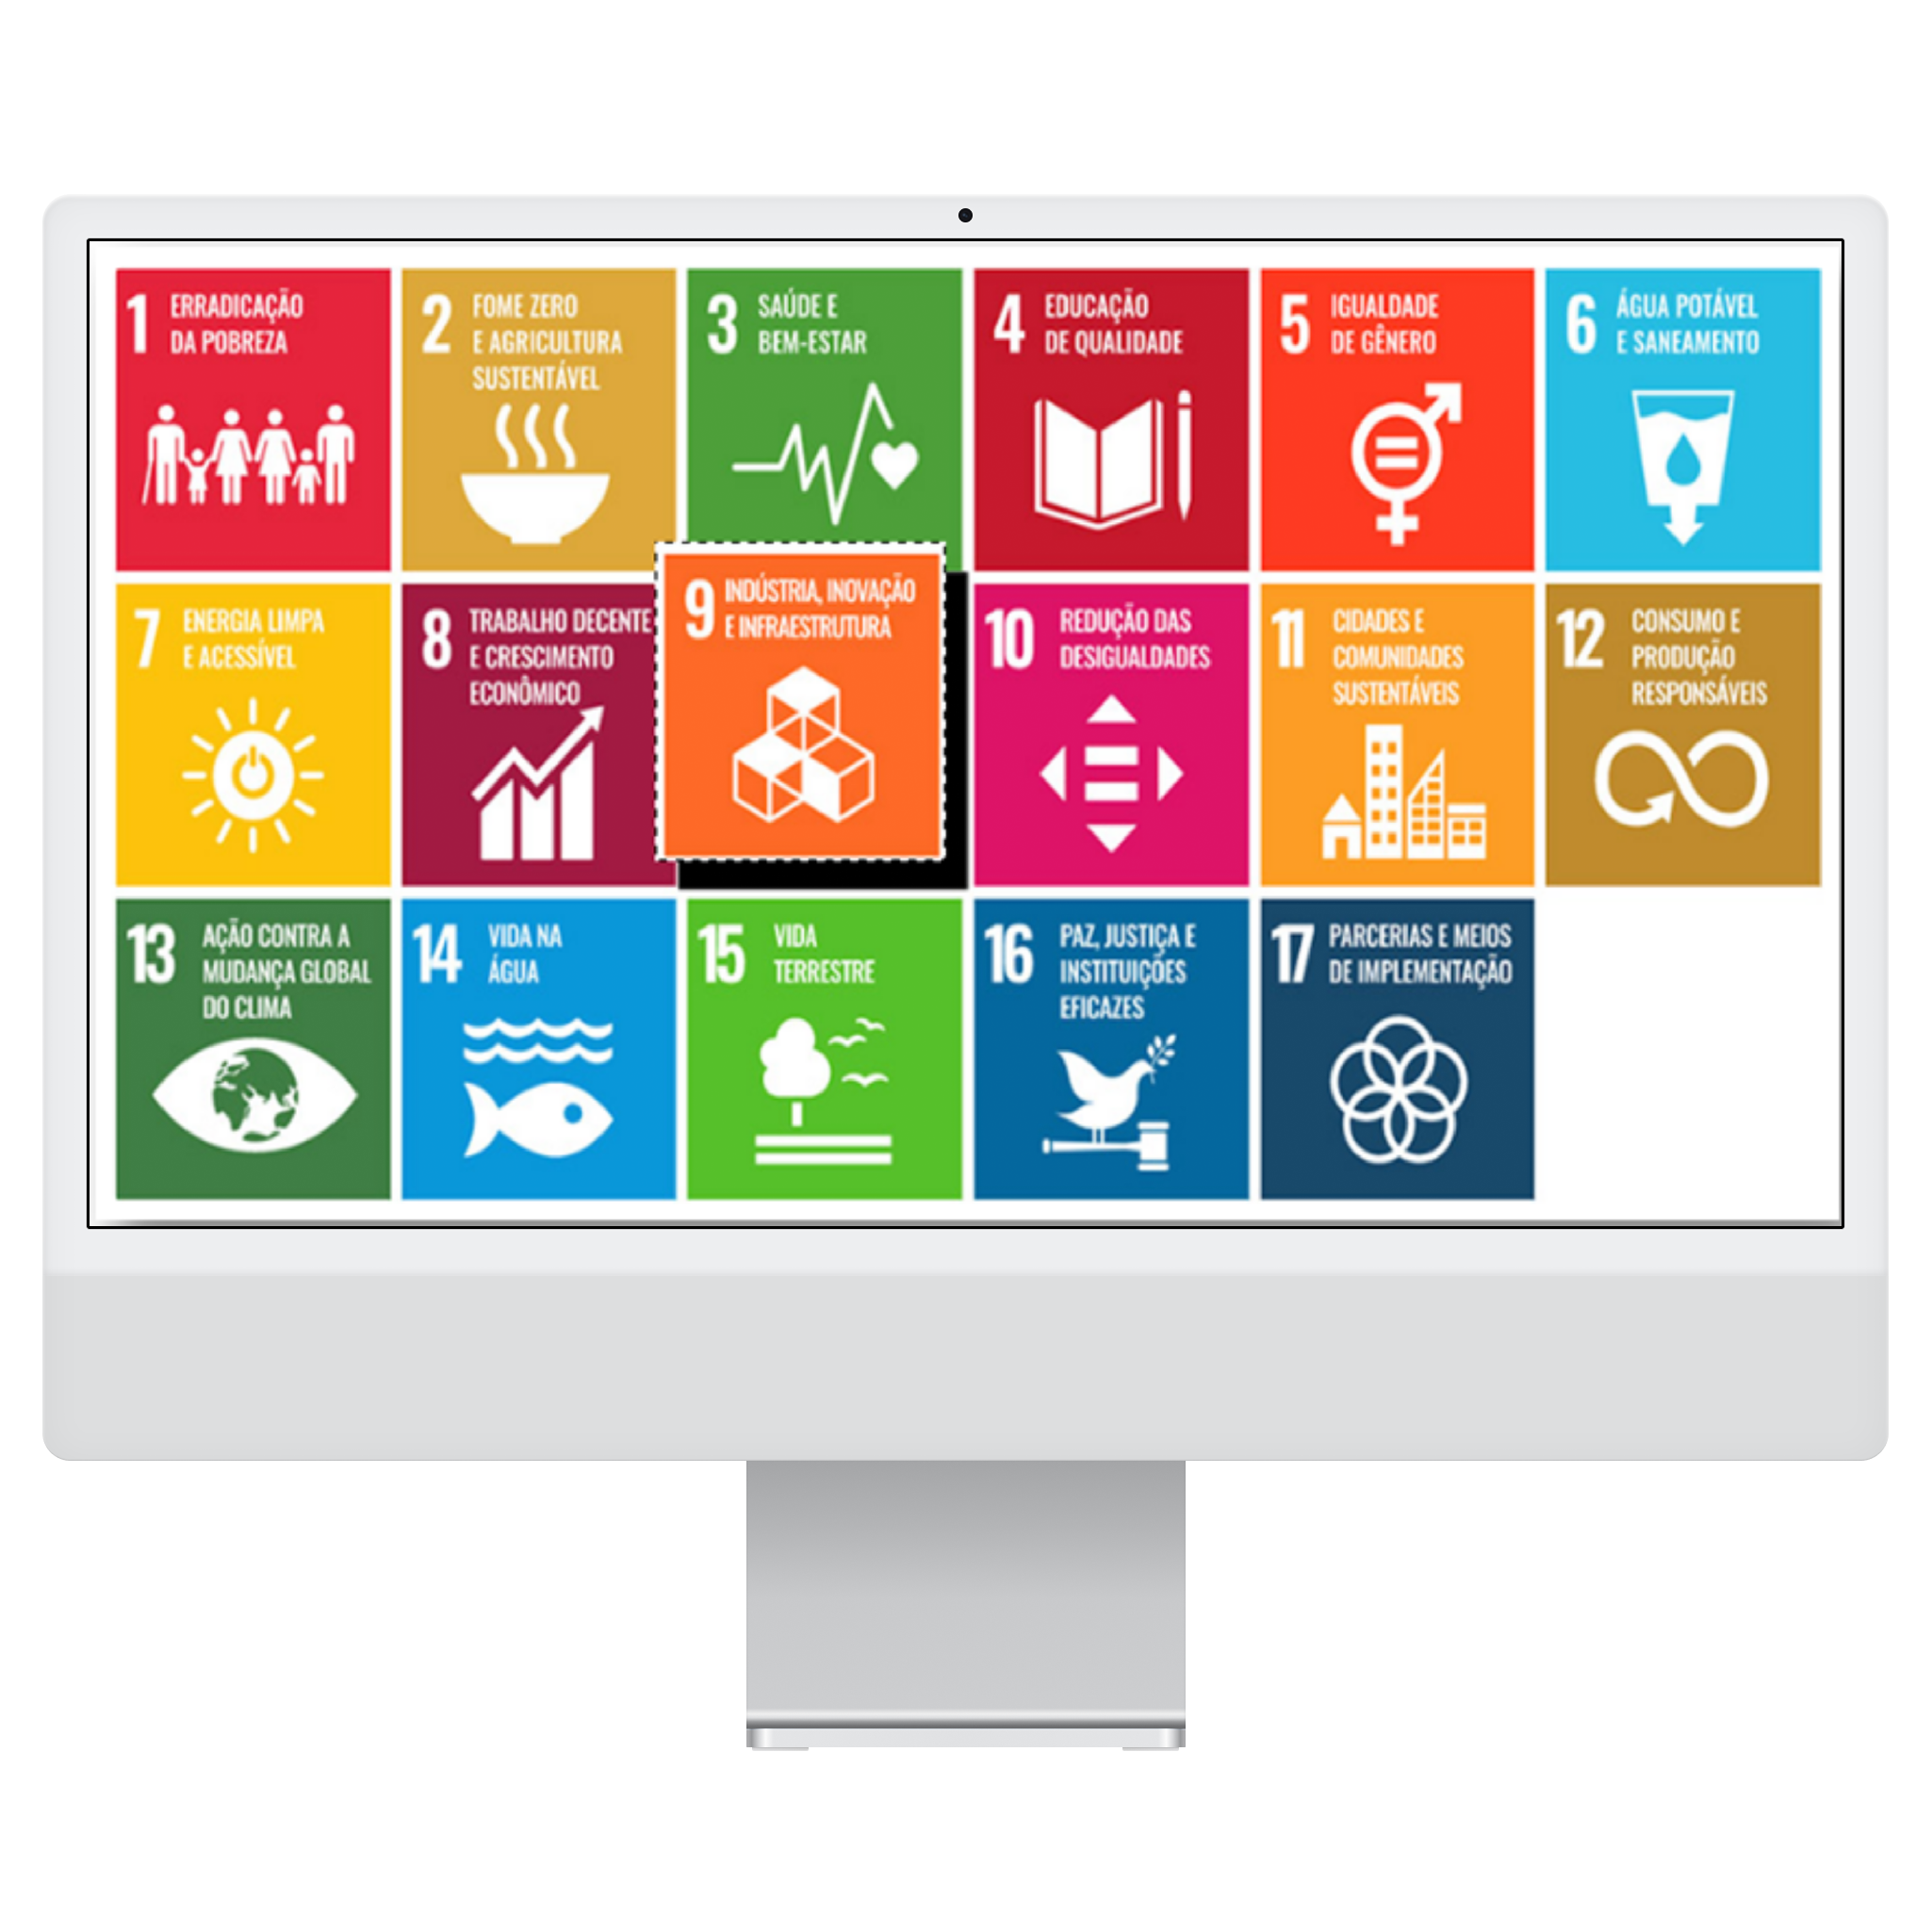 1 ERRADICAÇÃO
DA POBREZA
2 FOME ZERO
E AGRICULTURA
SUSTENTÁVEL
3 SAÚDE E
BEM-ESTAR
4 EDUCAÇÃO
DE QUALIDADE
5 IGUALDADE
DE GÊNERO
6 ÁGUA POTÁVEL
E SANEAMENTO
7 ENERGIA LIMPA
E ACESSÍVEL
8 TRABALHO DECENTE
E CRESCIMENTO
ECONÔMICO
9 INDÚSTRIA, INOVAÇÃO
E INFRAESTRUTURA
10 REDUÇÃO DAS
DESIGUALDADES
11 CIDADES E
COMUNIDADES
SUSTENTÁVEIS
12 CONSUMO E
PRODUÇÃO
RESPONSÁVEIS
13 AÇÃO CONTRA A
MUDANÇA GLOBAL
DO CLIMA
14 VIDA NA
ÁGUA
15 VIDA
TERRESTRE
16 PAZ, JUSTIÇA E
INSTITUIÇÕES
EFICAZES
17 PARCERIAS E MEIOS
DE IMPLEMENTAÇÃO